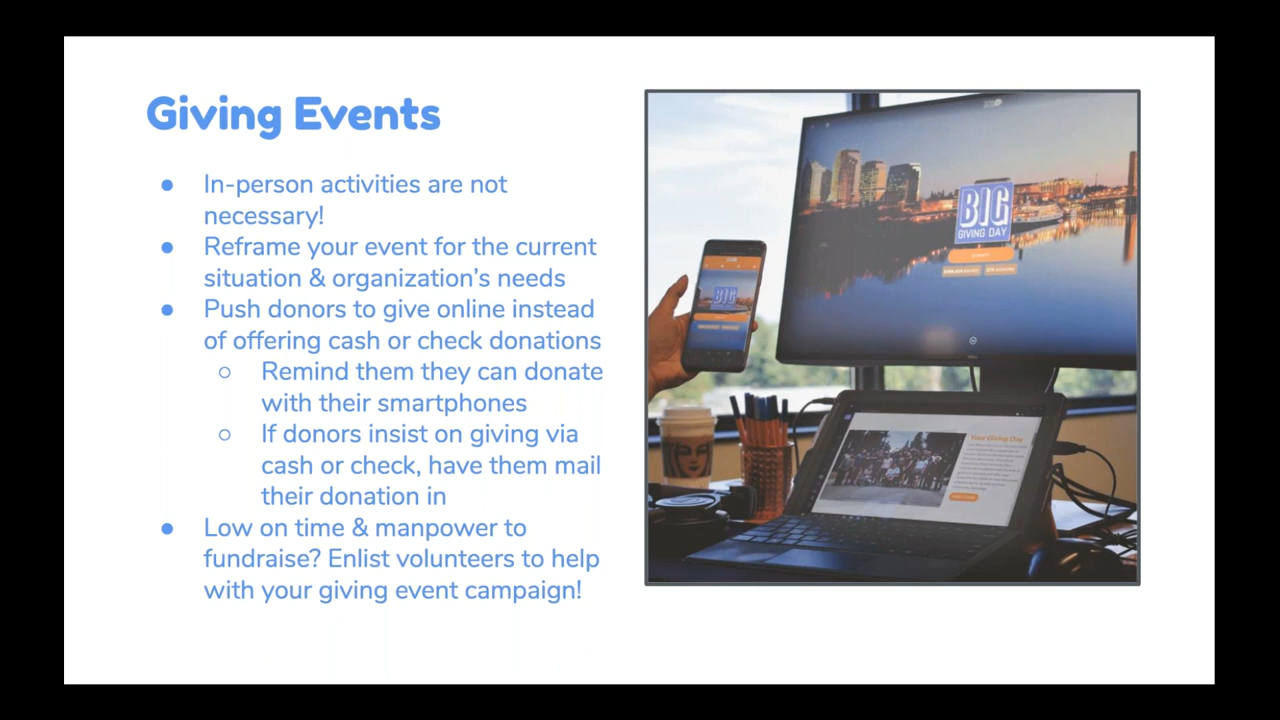 Giving Events
● In-person activities are not
necessary!
● Reframe your event for the current
situation & organization's needs
● Push donors to give online instead
of offering cash or check donations
○ Remind them they can donate
with their smartphones
○ If donors insist on giving via
cash or check, have them mail
their donation in
● Low on time & manpower to
fundraise? Enlist volunteers to help
with your giving event campaign!
BIG
GIVING DAY
DONATE
BIG
Your Giving Day